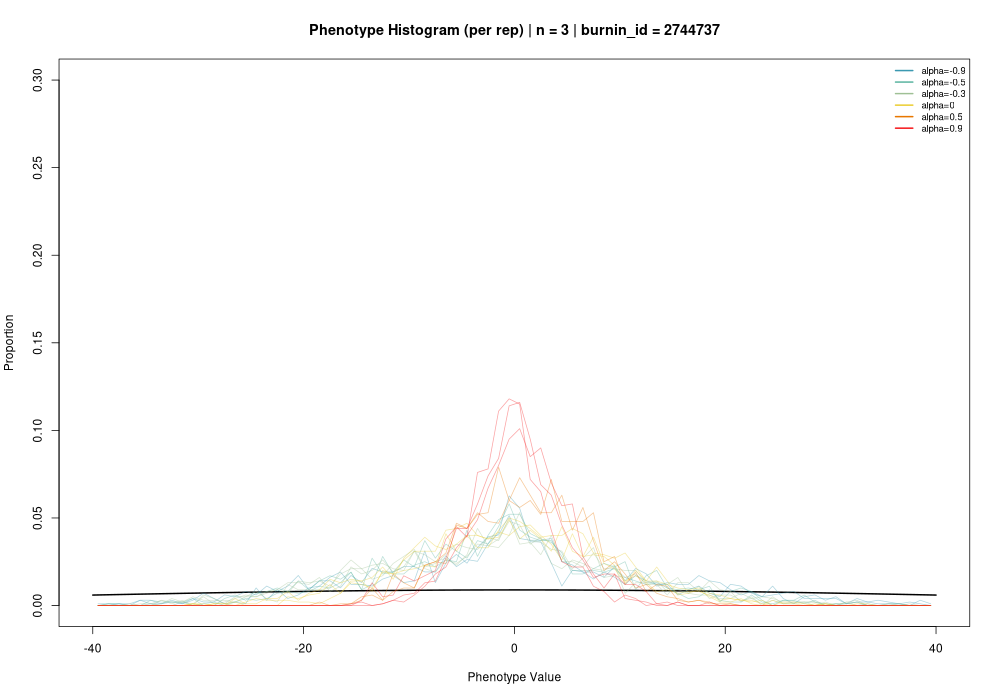 Phenotype Histogram (per rep) | n = 3 | burnin_id = 2744737
alpha=-0.9
alpha=-0.5
alpha=-0.3
alpha=0
alpha=0.5
alpha=0.9
0.30
0.25
0.20
0.15
0.10
0.05
0.00
Proportion
-40
-20
0
20
40
Phenotype Value